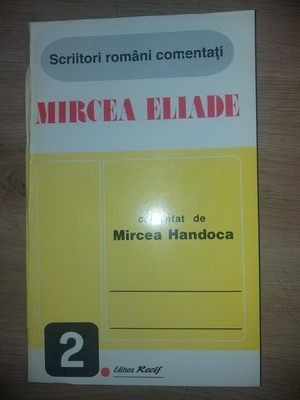 Scriitori români comentați
MIRCEA ELIADE
de
Mircea Handoca
2
Editura Recif